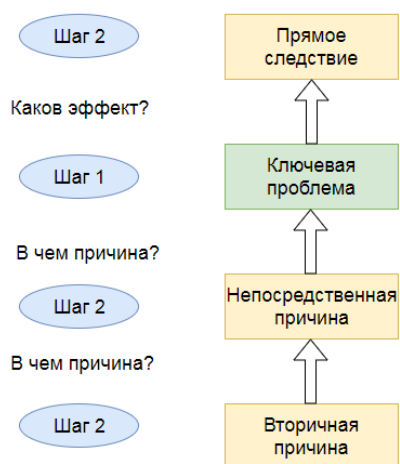 Шаг 2
Прямое
следствие
Каков эффект?
Шаг 1
Ключевая
проблема
В чем причина?
Шаг 2
Непосредственная
причина
В чем причина?
Шаг 2
Вторичная
причина